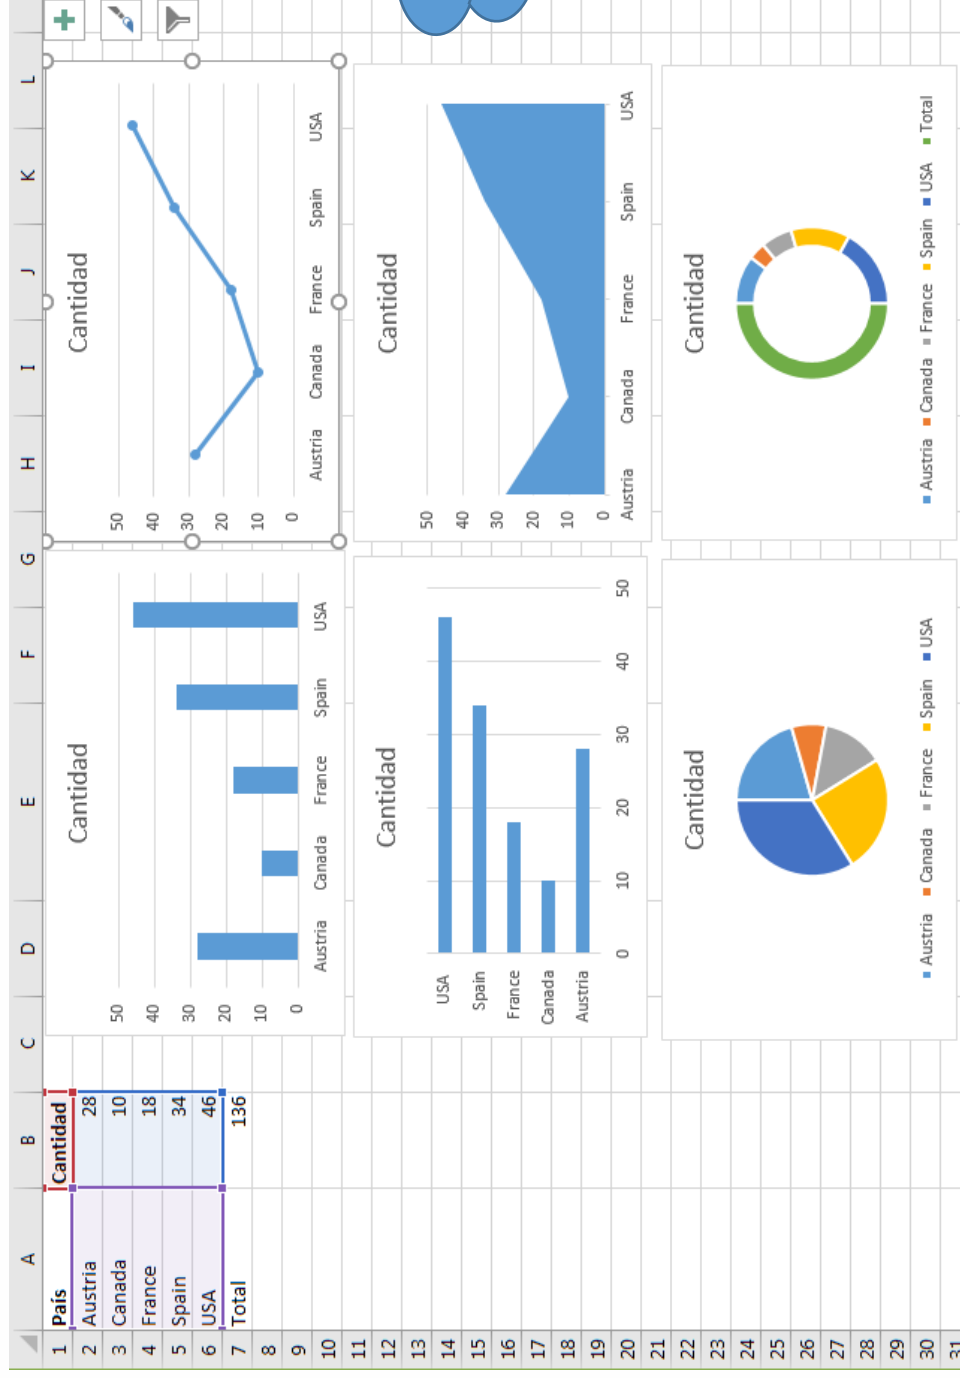 A B C D E F G H I J K L
1 País Cantidad
2 Austria 28
3 Canada 10
4 France 18
5 Spain 34
6 USA 46
7 Total 136
8
9
10
11
12
13
14
15
16
17
18
19
20
21
22
23
24
25
26
27
28
29
30
31
Cantidad
50
40
30
20
10
0
Austria Canada France Spain USA
Cantidad
50
40
30
20
10
0
Austria Canada France Spain USA
Cantidad
USA
Spain
France
Canada
Austria
0 10 20 30 40 50
Cantidad
50
40
30
20
10
0
Austria Canada France Spain USA
Cantidad
Austria Canada France Spain USA
Cantidad
Austria Canada France Spain USA Total